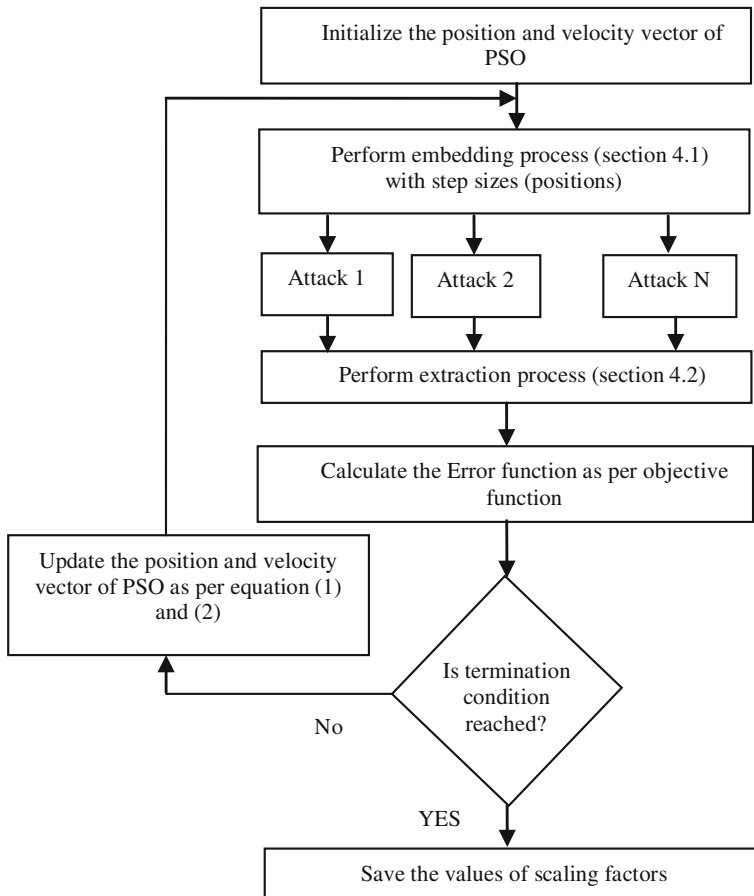 Initialize the position and velocity vector of
PSO
Perform embedding process (section 4.1)
with step sizes (positions)
Attack 1
Attack 2
Attack N
Perform extraction process (section 4.2)
Calculate the Error function as per objective
function
Update the position and velocity
vector of PSO as per equation (1)
and (2)
Is termination
condition
reached?
No
YES
Save the values of scaling factors